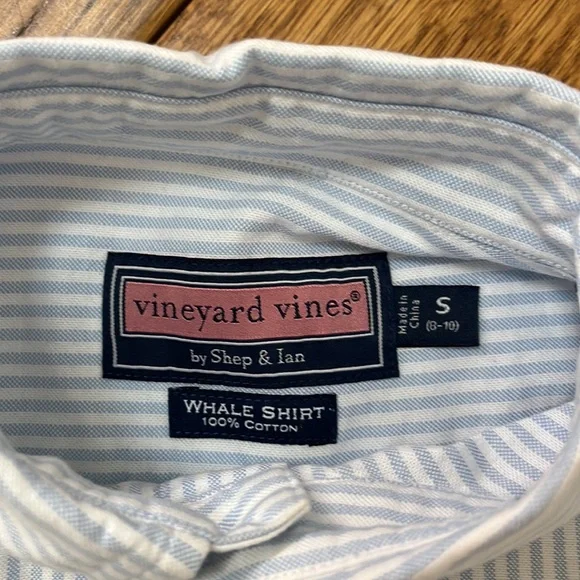 vineyard vines®
by Shep & Ian
Made in
China
S
(8-10)
WHALE SHIRT
100% COTTON